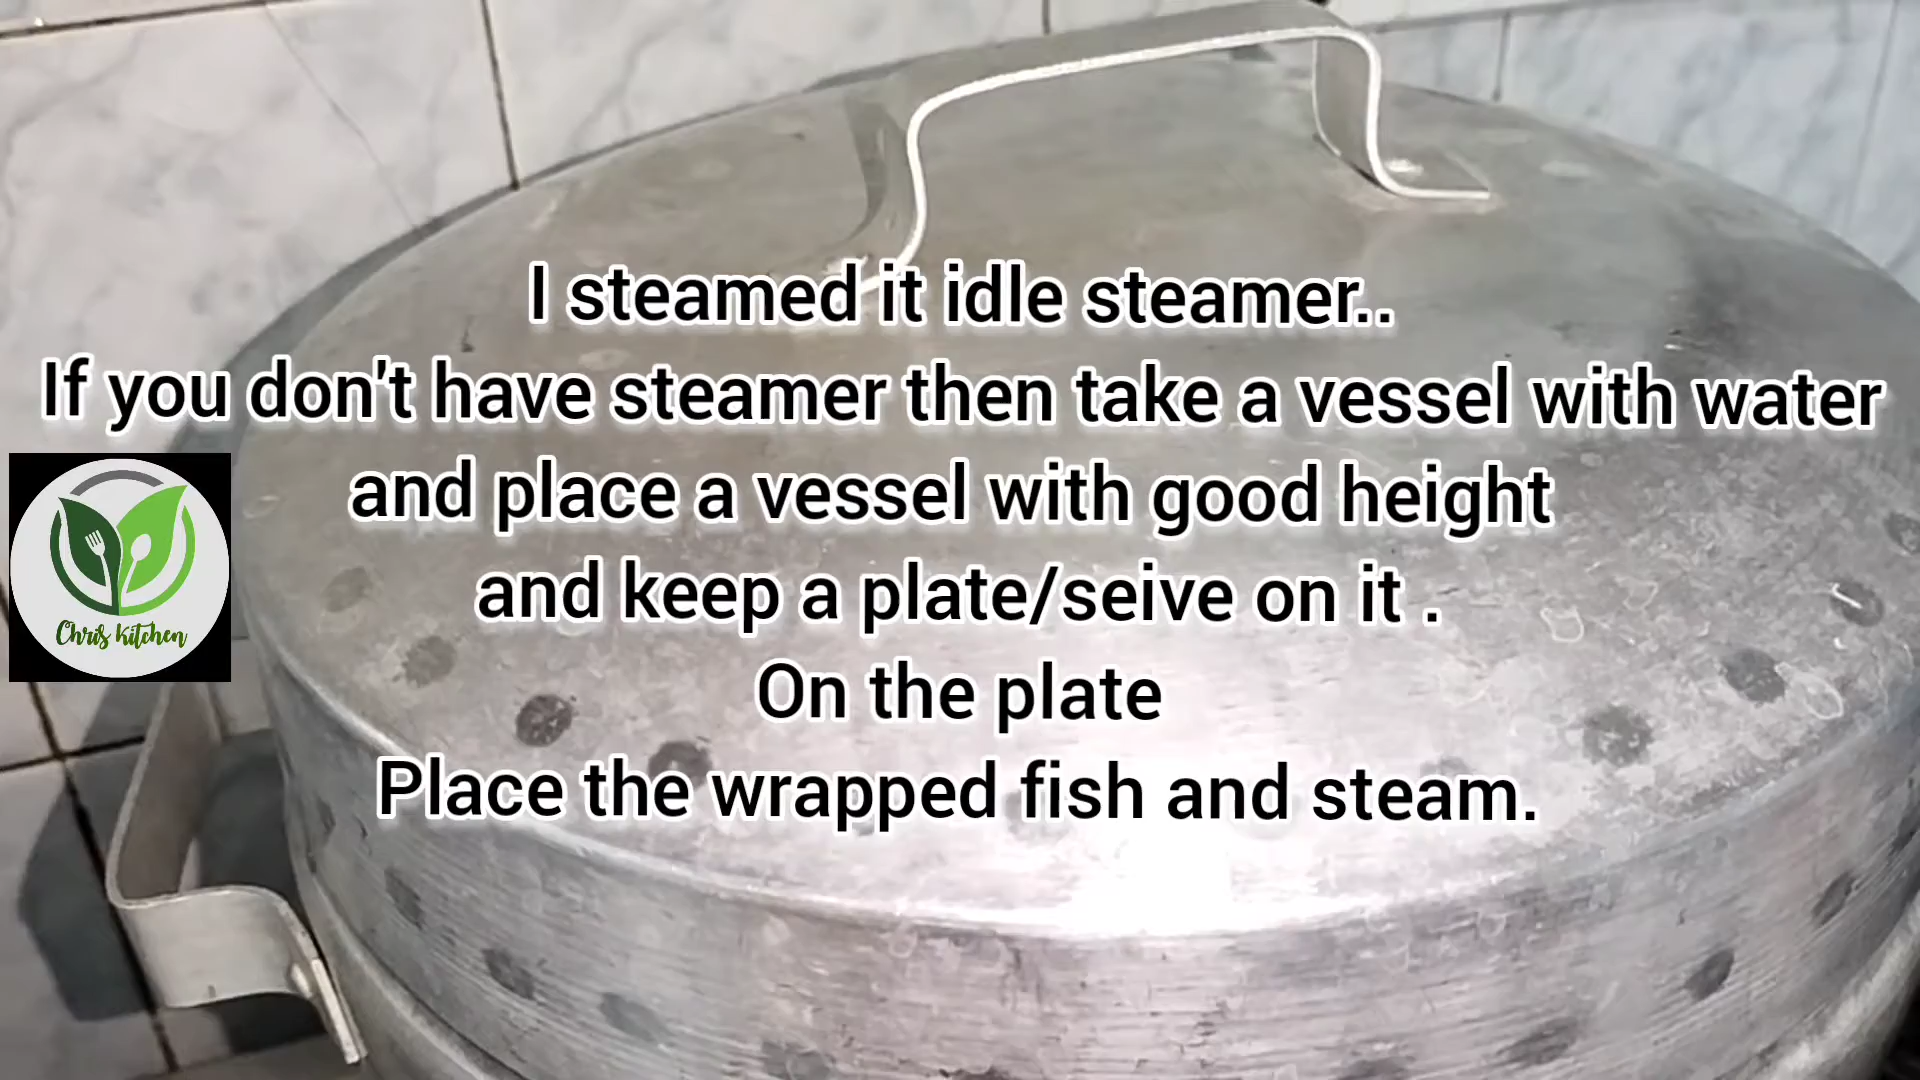 I steamed it idle steamer..
If you don't have steamer then take a vessel with water
and place a vessel with good height
and keep a plate/seive on it .
On the plate
Place the wrapped fish and steam.
Chris kitchen